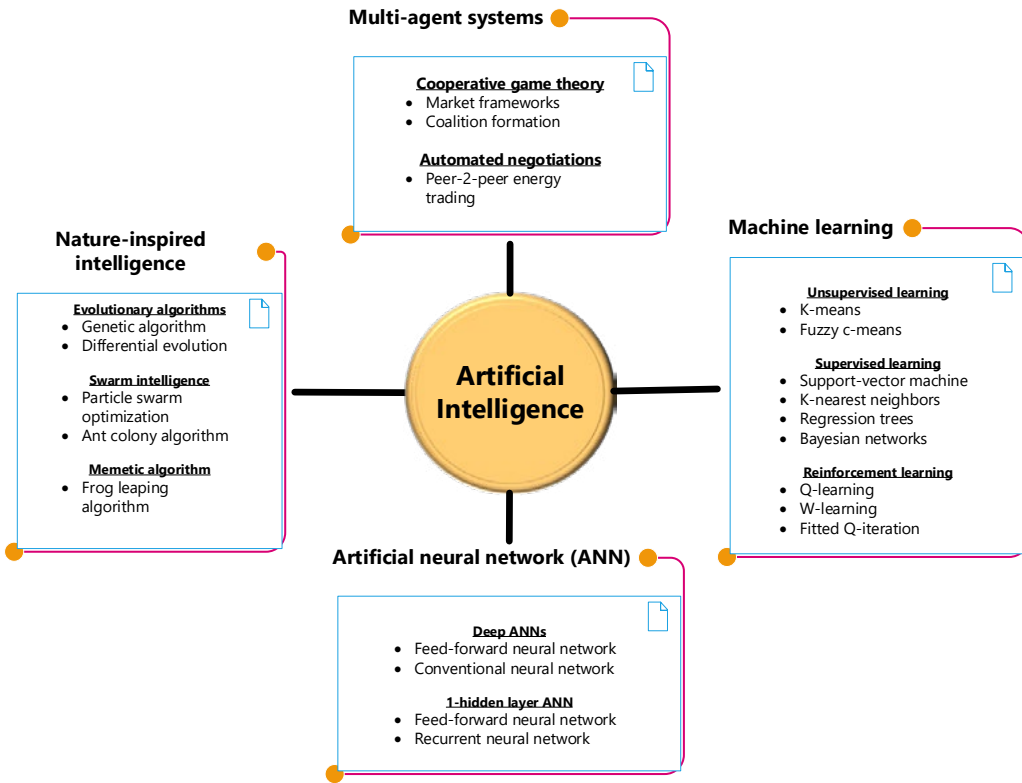 Multi-agent systems
Cooperative game theory
• Market frameworks
• Coalition formation
Automated negotiations
• Peer-2-peer energy
trading
Nature-inspired
intelligence
Evolutionary algorithms
• Genetic algorithm
• Differential evolution
Swarm intelligence
• Particle swarm
optimization
• Ant colony algorithm
Memetic algorithm
• Frog leaping
algorithm
Artificial
Intelligence
Machine learning
Unsupervised learning
• K-means
• Fuzzy c-means
Supervised learning
• Support-vector machine
• K-nearest neighbors
• Regression trees
• Bayesian networks
Reinforcement learning
• Q-learning
• W-learning
• Fitted Q-iteration
Artificial neural network (ANN)
Deep ANNs
• Feed-forward neural network
• Conventional neural network
1-hidden layer ANN
• Feed-forward neural network
• Recurrent neural network